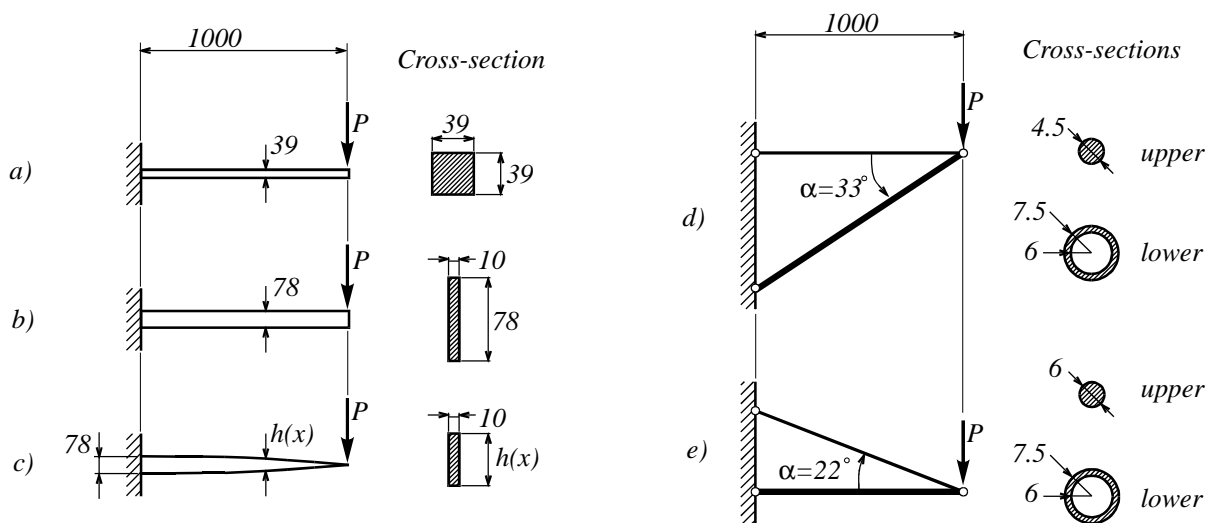 1000
Cross-section
P
39
a)
39
39
P
78
b)
10
78
P
78
h(x)
c)
10
h(x)
1000
Cross-sections
P
d)
α=33°
4.5
upper
7.5
6
lower
P
e)
α=22°
6
upper
7.5
6
lower